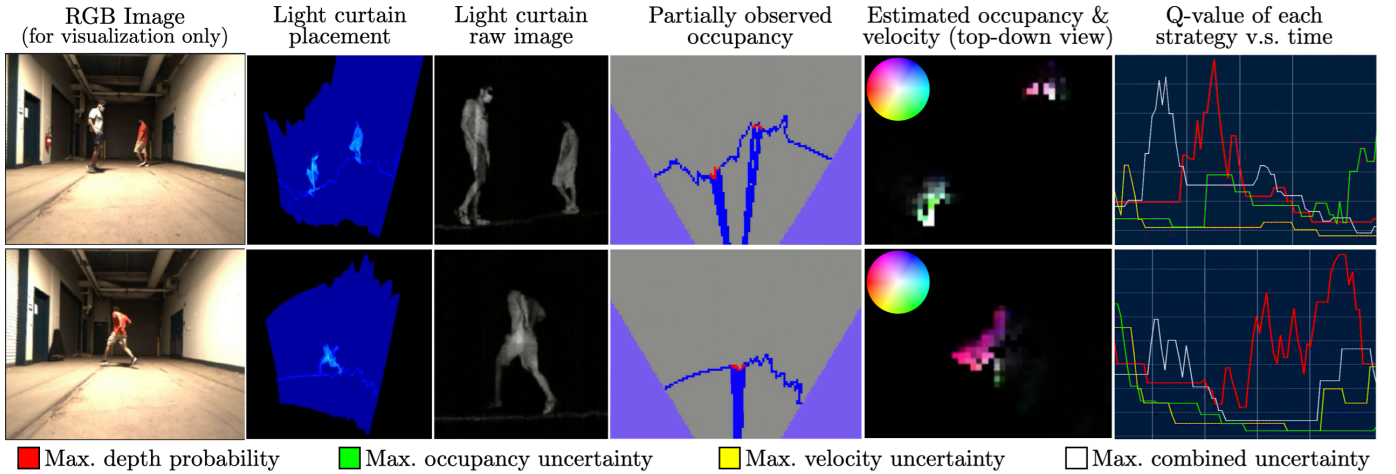 RGB Image
(for visualization only)
Light curtain
placement
Light curtain
raw image
Partially observed
occupancy
Estimated occupancy &
velocity (top-down view)
Q-value of each
strategy v.s. time
Max. depth probability
Max. occupancy uncertainty
Max. velocity uncertainty
Max. combined uncertainty